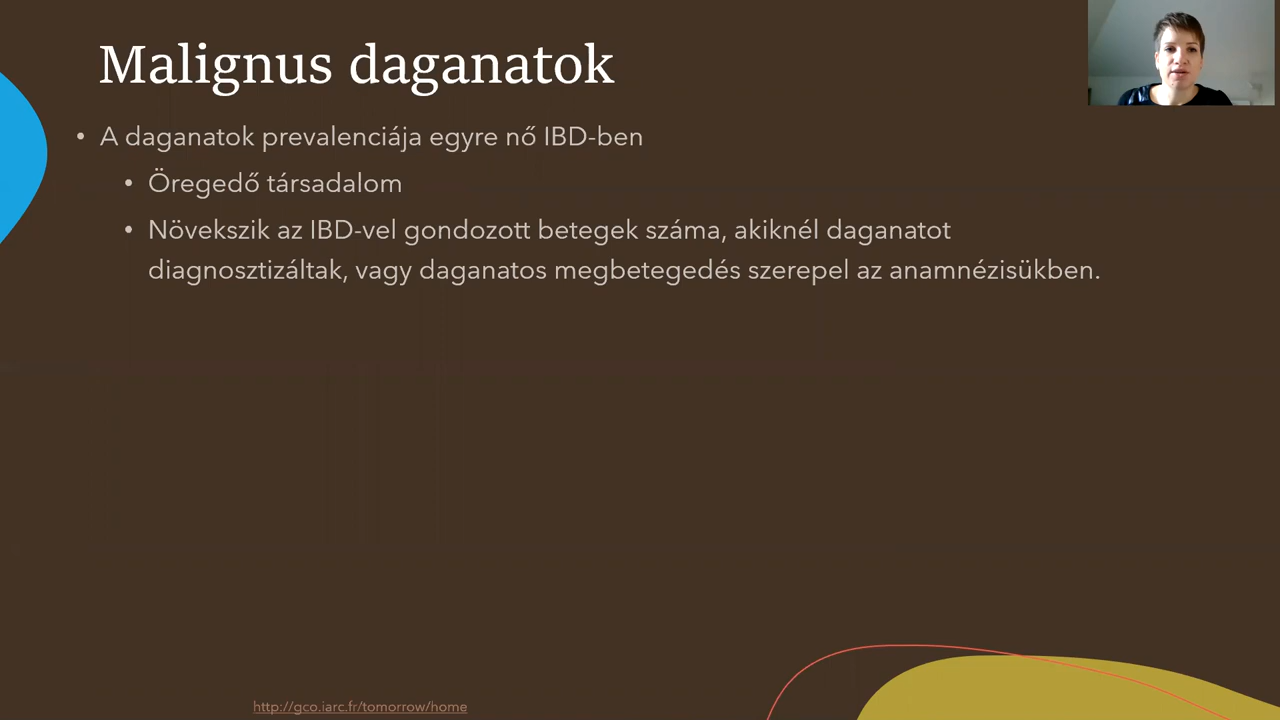 Malignus daganatok
• A daganatok prevalenciája egyre nő IBD-ben
• Öregedő társadalom
• Növekszik az IBD-vel gondozott betegek száma, akiknél daganatot
diagnosztizáltak, vagy daganatos megbetegedés szerepel az anamnézisükben.
http://gco.iarc.fr/tomorrow/home